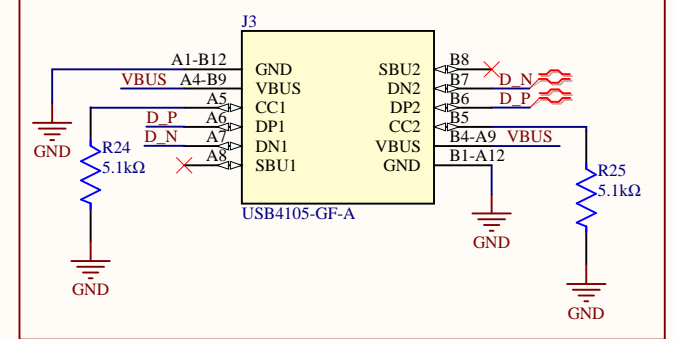 J3
A1-B12 GND SBU2 B8
VBUS A4-B9 VBUS DN2 B7 D_N
A5 CC1 DP2 B6 D_P
D_P A6 DP1 CC2 B5
D_N A7 DN1 VBUS B4-A9 VBUS
A8 SBU1 GND B1-A12
GND
R24
5.1kΩ
R25
5.1kΩ
USB4105-GF-A
GND
GND
GND